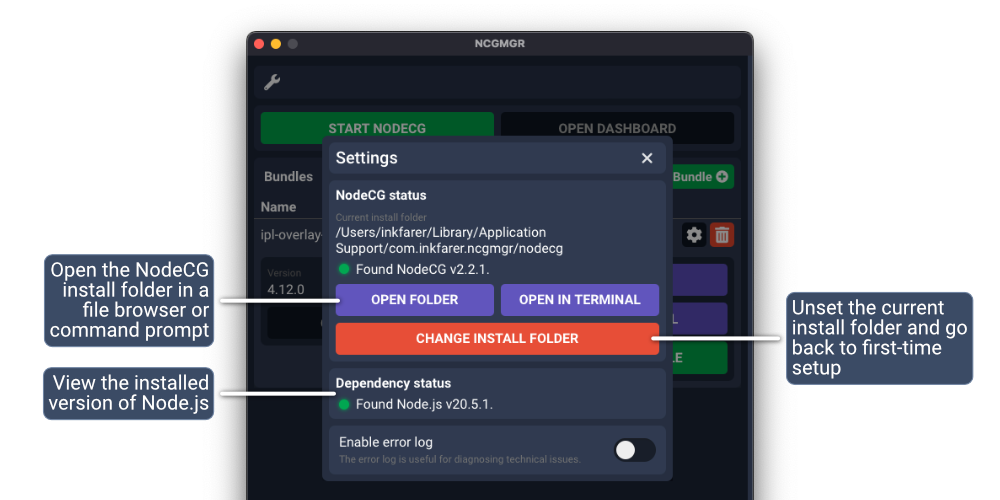 NCGMGR
START NODECG
OPEN DASHBOARD
Settings
Bundles
Bundle
NodeCG status
Name
Current install folder
/Users/inkfarer/Library/Application
Support/com.inkfarer.ncgmgr/nodecg
ipl-overlay-
Found NodeCG v2.2.1.
Version
4.12.0
OPEN FOLDER
OPEN IN TERMINAL
CHANGE INSTALL FOLDER
Dependency status
Found Node.js v20.5.1.
Enable error log
The error log is useful for diagnosing technical issues.
Open the NodeCG
install folder in a
file browser or
command prompt
View the installed
version of Node.js
Unset the current
install folder and go
back to first-time
setup